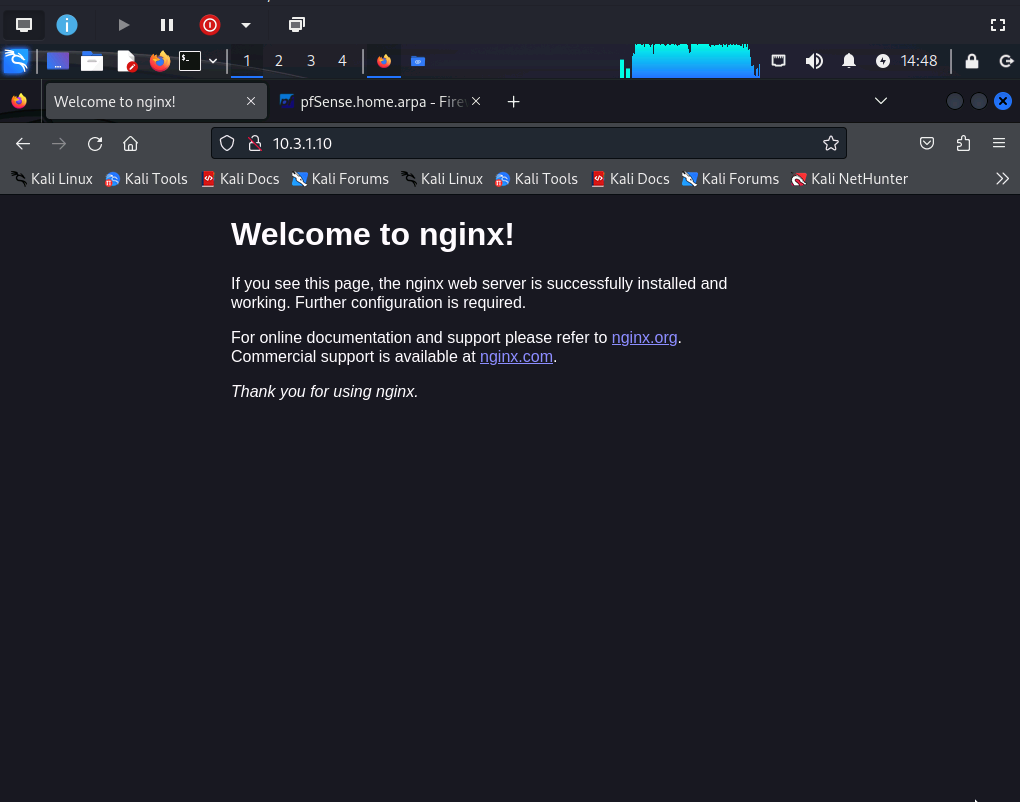 1 2 3 4 14:48
Welcome to nginx! pfSense.home.arpa - Fire
10.3.1.10
Kali Linux Kali Tools Kali Docs Kali Forums Kali Linux Kali Tools Kali Docs Kali Forums Kali NetHunter
Welcome to nginx!
If you see this page, the nginx web server is successfully installed and
working. Further configuration is required.
For online documentation and support please refer to nginx.org.
Commercial support is available at nginx.com.
Thank you for using nginx.